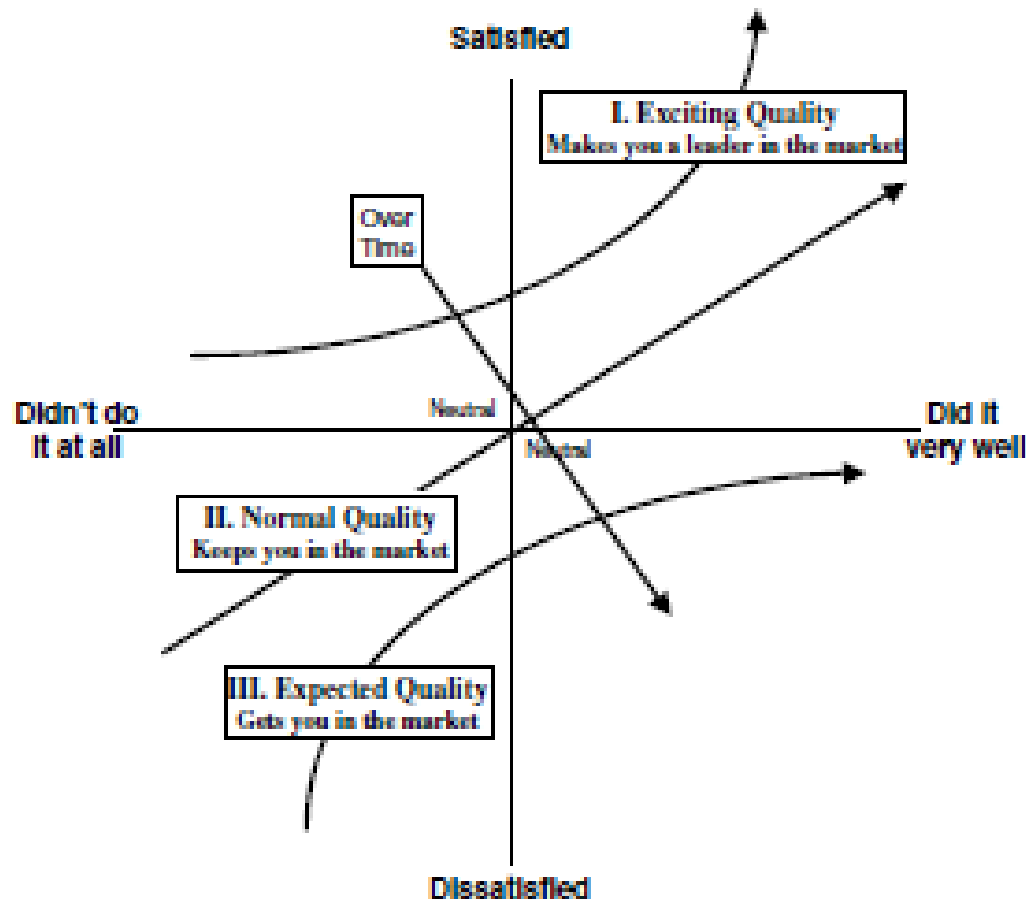 Satisfied
I. Exciting Quality
Makes you a leader in the market
Over
Time
Didn't do
it at all
Neutral
Neutral
Did it
very well
II. Normal Quality
Keeps you in the market
III. Expected Quality
Gets you in the market
Dissatisfied